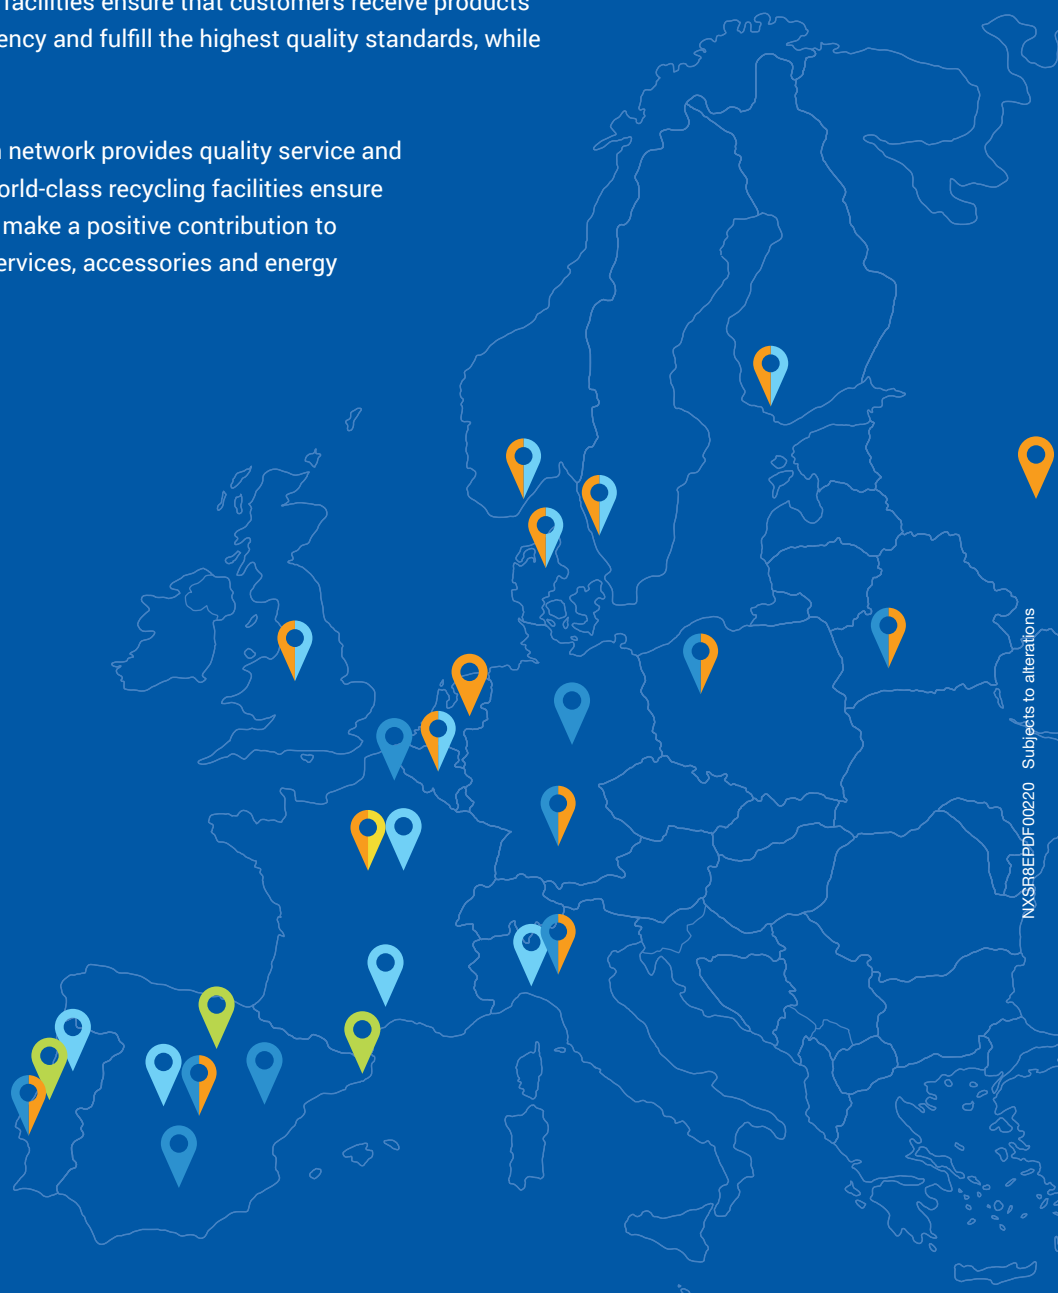 facilities ensure that customers receive products
ency and fulfill the highest quality standards, while
network provides quality service and
orld-class recycling facilities ensure
make a positive contribution to
ervices, accessories and energy
NXSR8EPDF00220 Subjects to alterations